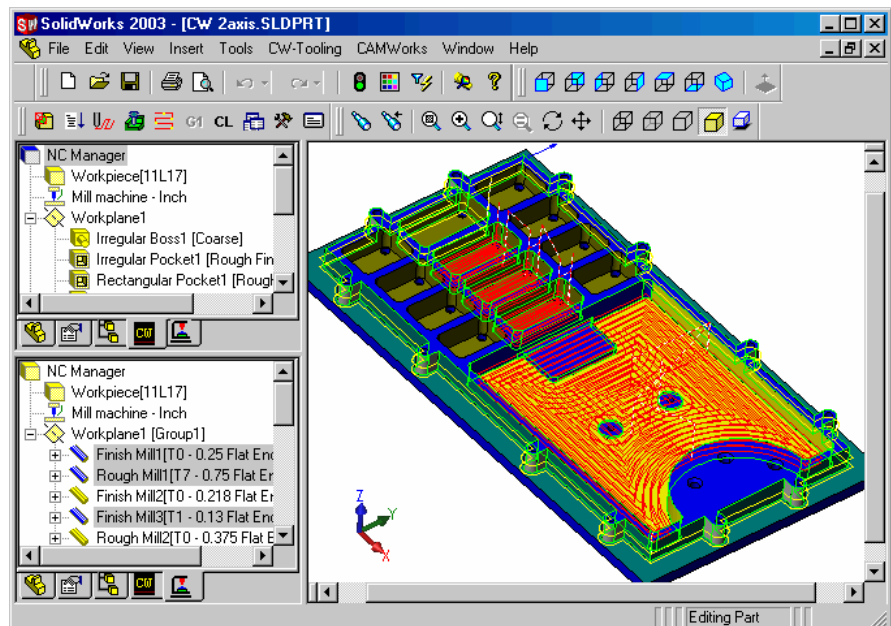 SolidWorks 2003 - [CW 2axis.SLDPRT]
File Edit View Insert Tools CW-Tooling CAMWorks Window Help
G1 CL
NC Manager
Workpiece[11L17]
Mill machine - Inch
Workplane1
Irregular Boss1 [Coarse]
Irregular Pocket1 [Rough Fin
Rectangular Pocket1 [Rough
CW
NC Manager
Workpiece[11L17]
Mill machine - Inch
Workplane1 [Group1]
Finish Mill1[T0 - 0.25 Flat End
Rough Mill1[T7 - 0.75 Flat Er
Finish Mill2[T0 - 0.218 Flat Er
Finish Mill3[T1 - 0.13 Flat End
Rough Mill2[T0 - 0.375 Flat E
CW
Z
Y
X
Editing Part